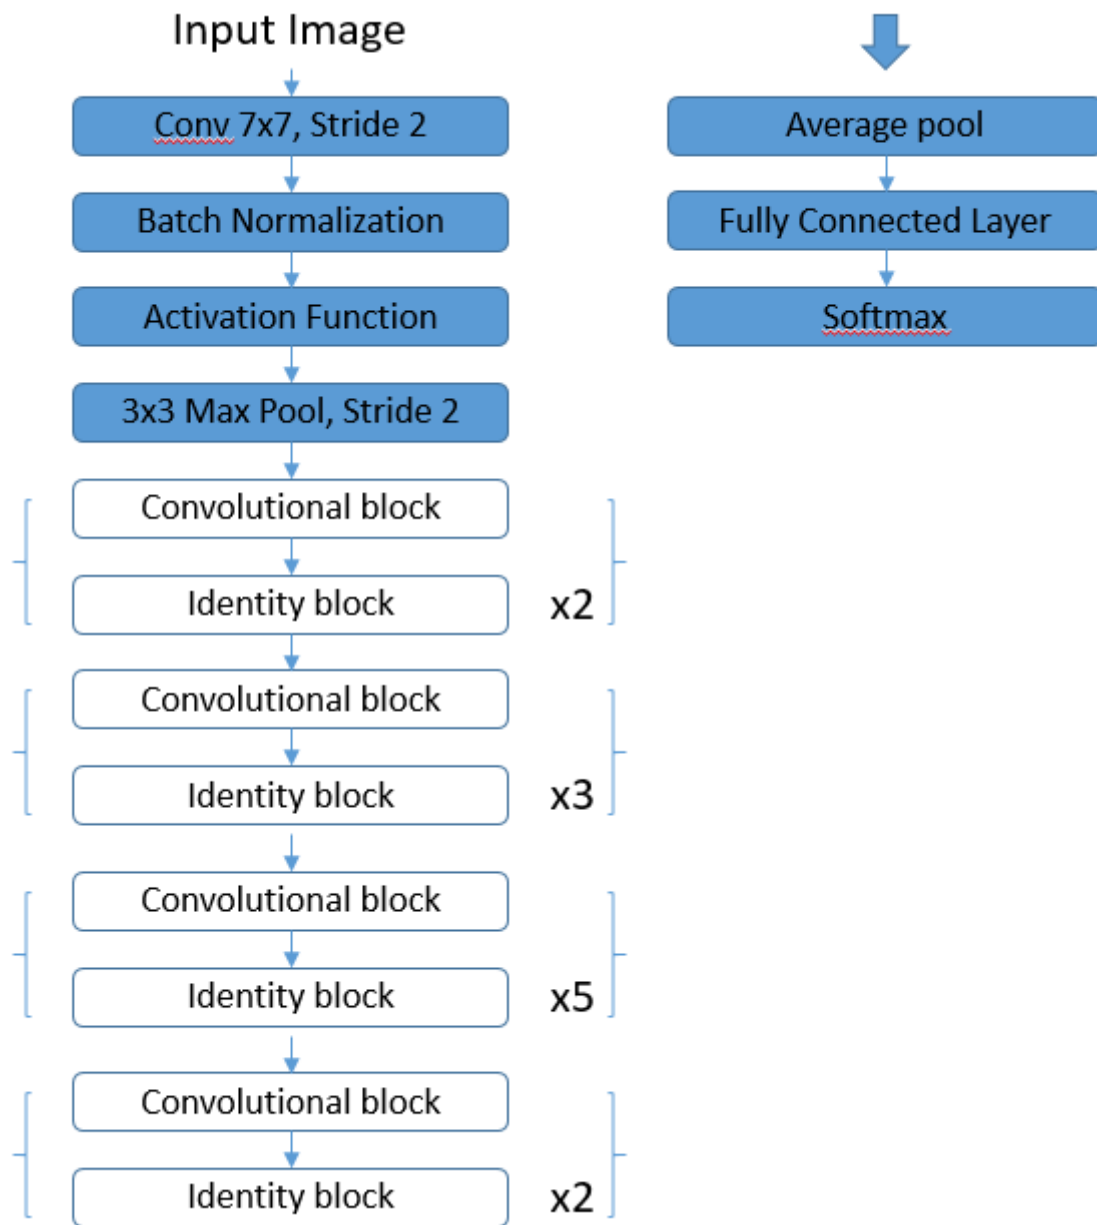 Input Image
Conv 7x7, Stride 2
Batch Normalization
Activation Function
3x3 Max Pool, Stride 2
Convolutional block
Identity block x2
Convolutional block
Identity block x3
Convolutional block
Identity block x5
Convolutional block
Identity block x2
Average pool
Fully Connected Layer
Softmax